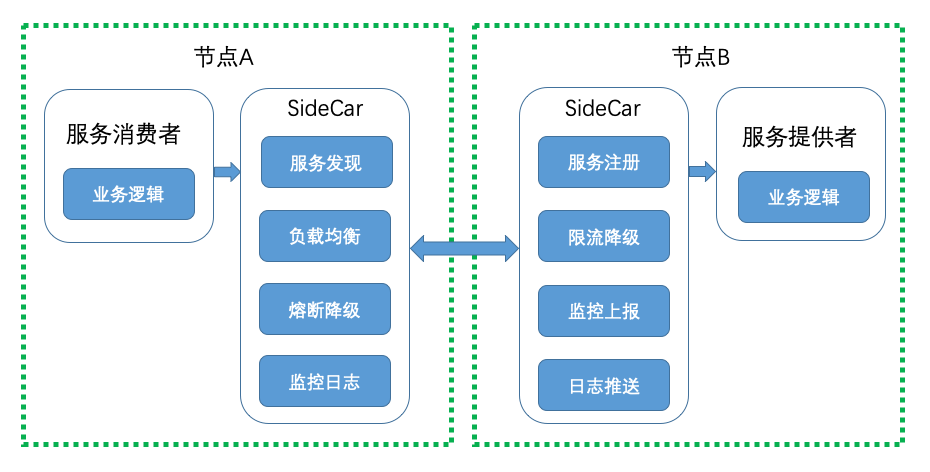 节点A
服务消费者
业务逻辑
SideCar
服务发现
负载均衡
熔断降级
监控日志
节点B
SideCar
服务注册
限流降级
监控上报
日志推送
服务提供者
业务逻辑